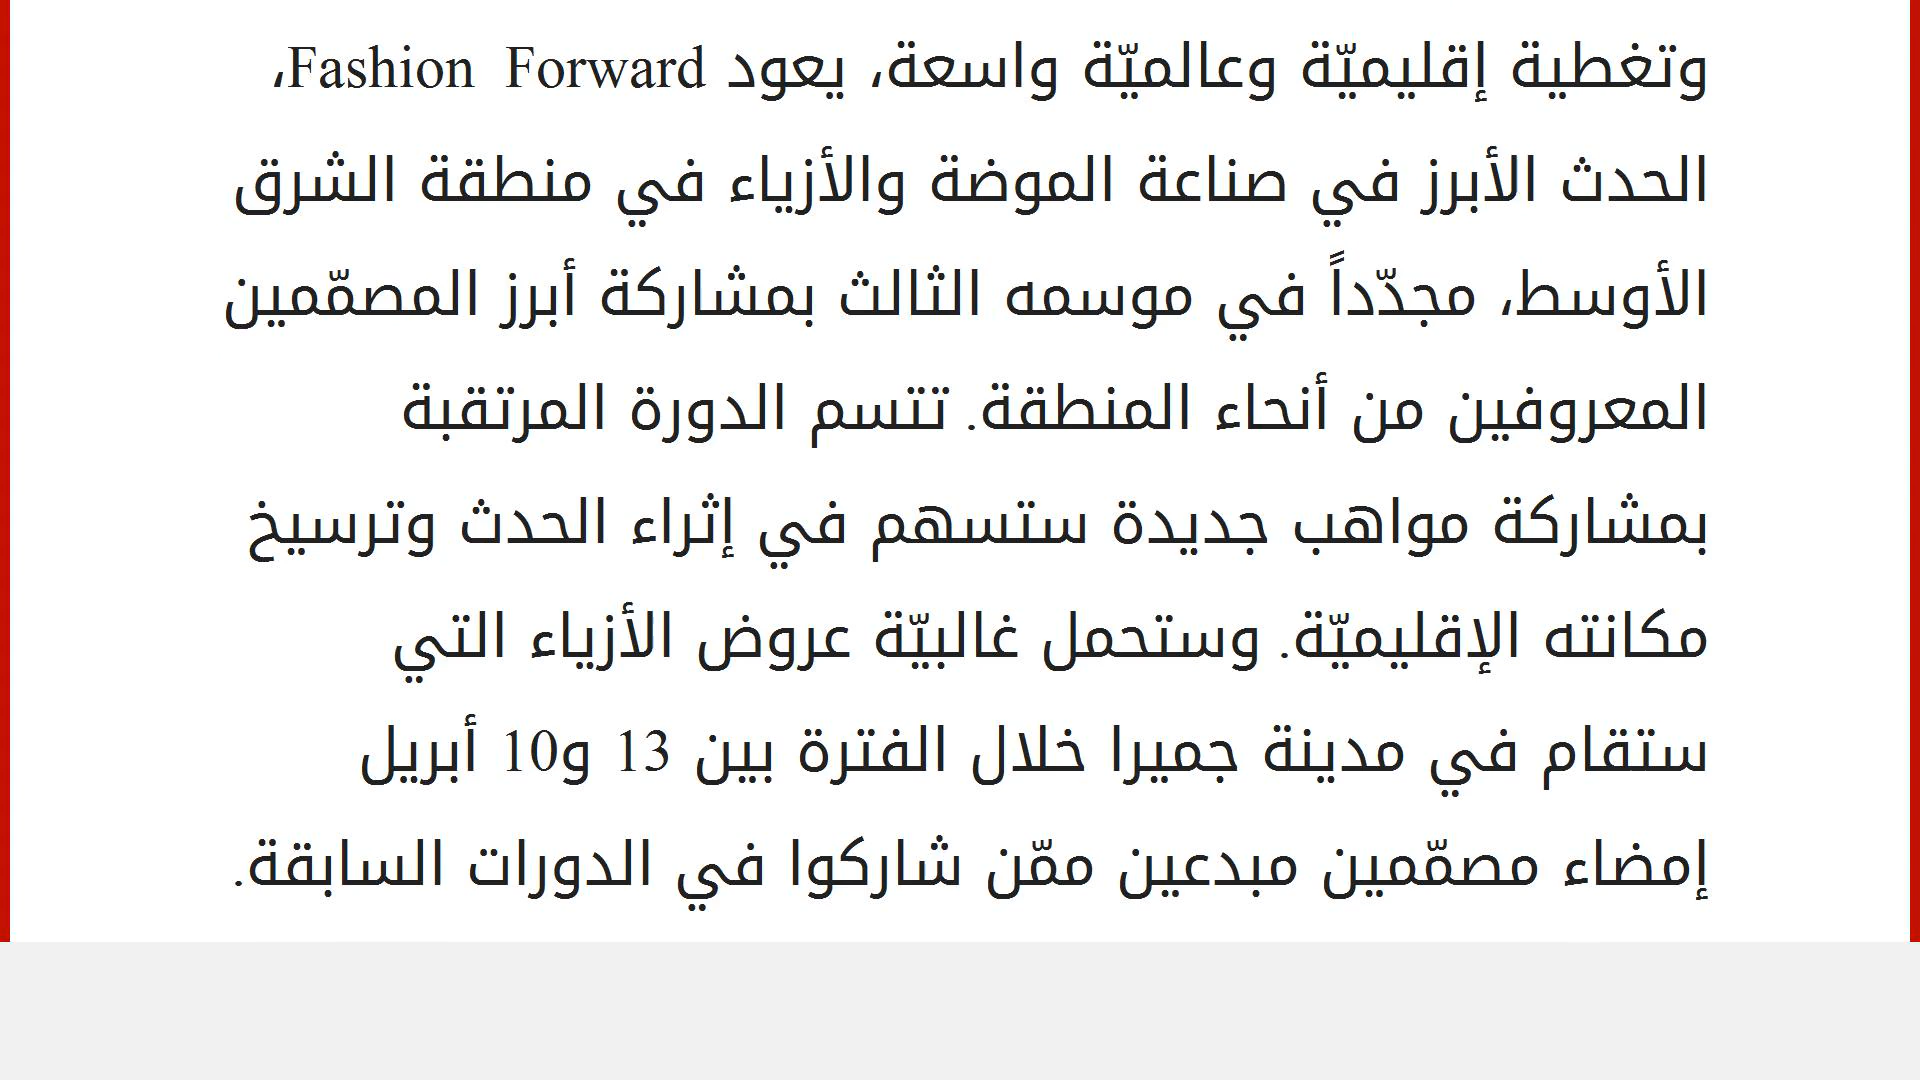 وتغطية إقليميّة وعالميّة واسعة، يعود Fashion Forward،
الحدث الأبرز في صناعة الموضة والأزياء في منطقة الشرق
الأوسط، مجدّداً في موسمه الثالث بمشاركة أبرز المصمّمين
المعروفين من أنحاء المنطقة. تتسم الدورة المرتقبة
بمشاركة مواهب جديدة ستسهم في إثراء الحدث وترسيخ
مكانته الإقليميّة. وستحمل غالبيّة عروض الأزياء التي
ستقام في مدينة جميرا خلال الفترة بين 13 و10 أبريل
إمضاء مصمّمين مبدعين ممّن شاركوا في الدورات السابقة.